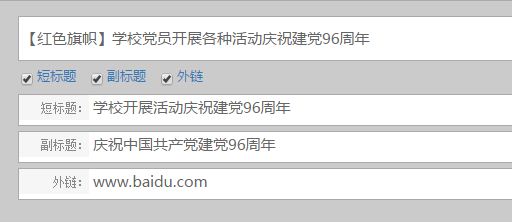 【红色旗帜】学校党员开展各种活动庆祝建党96周年
短标题 副标题 外链
短标题： 学校开展活动庆祝建党96周年
副标题： 庆祝中国共产党建党96周年
外链： www.baidu.com